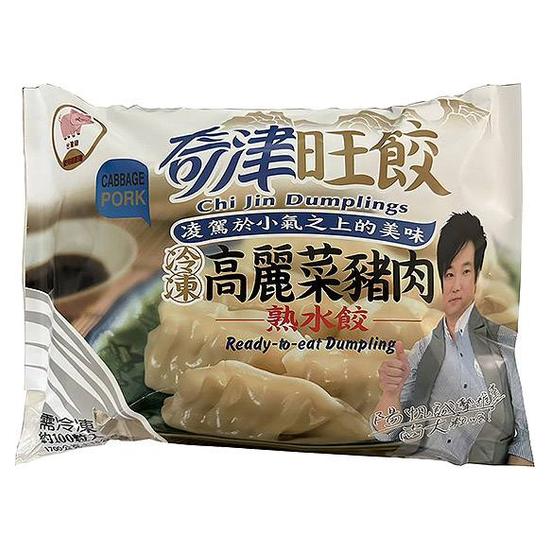 奇津旺餃
CABBAGE
PORK
Chi Jin Dumplings
凌駕於小氣之上的美味
冷凍
高麗菜豬肉
熟水餃
Ready-to-eat Dumpling
需冷凍
約100粒